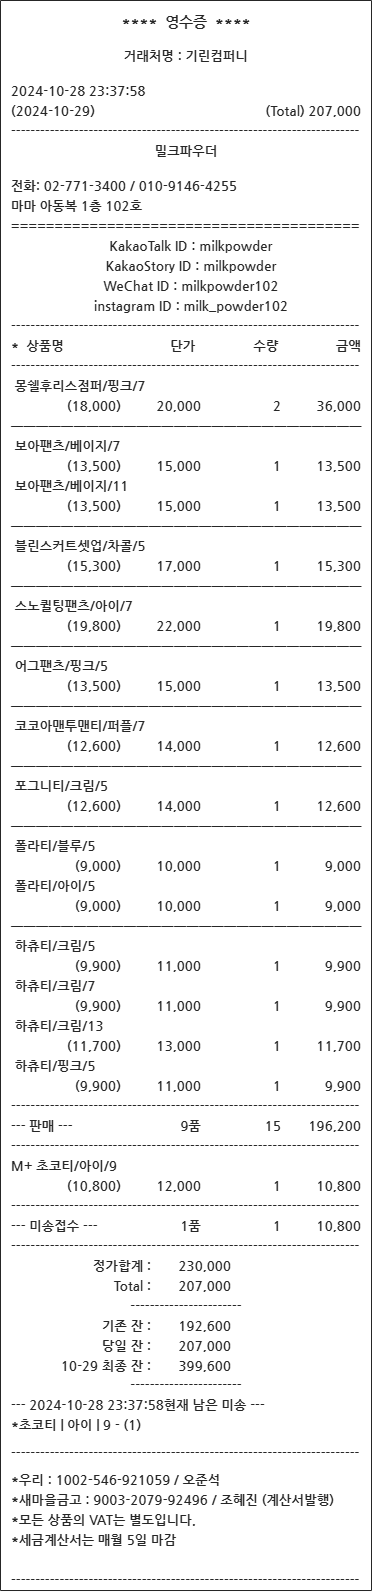 **** 영수증 ****
거래처명 : 기린컴퍼니
2024-10-28 23:37:58
(2024-10-29) (Total) 207,000
밀크파우더
전화: 02-771-3400 / 010-9146-4255
마마 아동복 1층 102호
KakaoTalk ID : milkpowder
KakaoStory ID : milkpowder
WeChat ID : milkpowder102
instagram ID : milk_powder102
* 상품명 단가 수량 금액
몽쉘후리스점퍼/핑크/7
(18,000) 20,000 2 36,000
보아팬츠/베이지/7
(13,500) 15,000 1 13,500
보아팬츠/베이지/11
(13,500) 15,000 1 13,500
블린스커트셋업/차콜/5
(15,300) 17,000 1 15,300
스노퀼팅팬츠/아이/7
(19,800) 22,000 1 19,800
어그팬츠/핑크/5
(13,500) 15,000 1 13,500
코코아맨투맨티/퍼플/7
(12,600) 14,000 1 12,600
포그니티/크림/5
(12,600) 14,000 1 12,600
폴라티/블루/5
(9,000) 10,000 1 9,000
폴라티/아이/5
(9,000) 10,000 1 9,000
하츄티/크림/5
(9,900) 11,000 1 9,900
하츄티/크림/7
(9,900) 11,000 1 9,900
하츄티/크림/13
(11,700) 13,000 1 11,700
하츄티/핑크/5
(9,900) 11,000 1 9,900
--- 판매 --- 9품 15 196,200
M+ 초코티/아이/9
(10,800) 12,000 1 10,800
--- 미송접수 --- 1품 1 10,800
정가합계 : 230,000
Total : 207,000
기존 잔 : 192,600
당일 잔 : 207,000
10-29 최종 잔 : 399,600
--- 2024-10-28 23:37:58현재 남은 미송 ---
*초코티 | 아이 | 9 - (1)
*우리 : 1002-546-921059 / 오준석
*새마을금고 : 9003-2079-92496 / 조혜진 (계산서발행)
*모든 상품의 VAT는 별도입니다.
*세금계산서는 매월 5일 마감